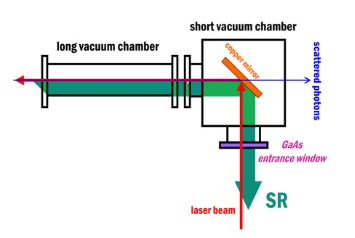 short vacuum chamber
long vacuum chamber
copper mirror
scattered photons
GaAs
entrance window
SR
laser beam